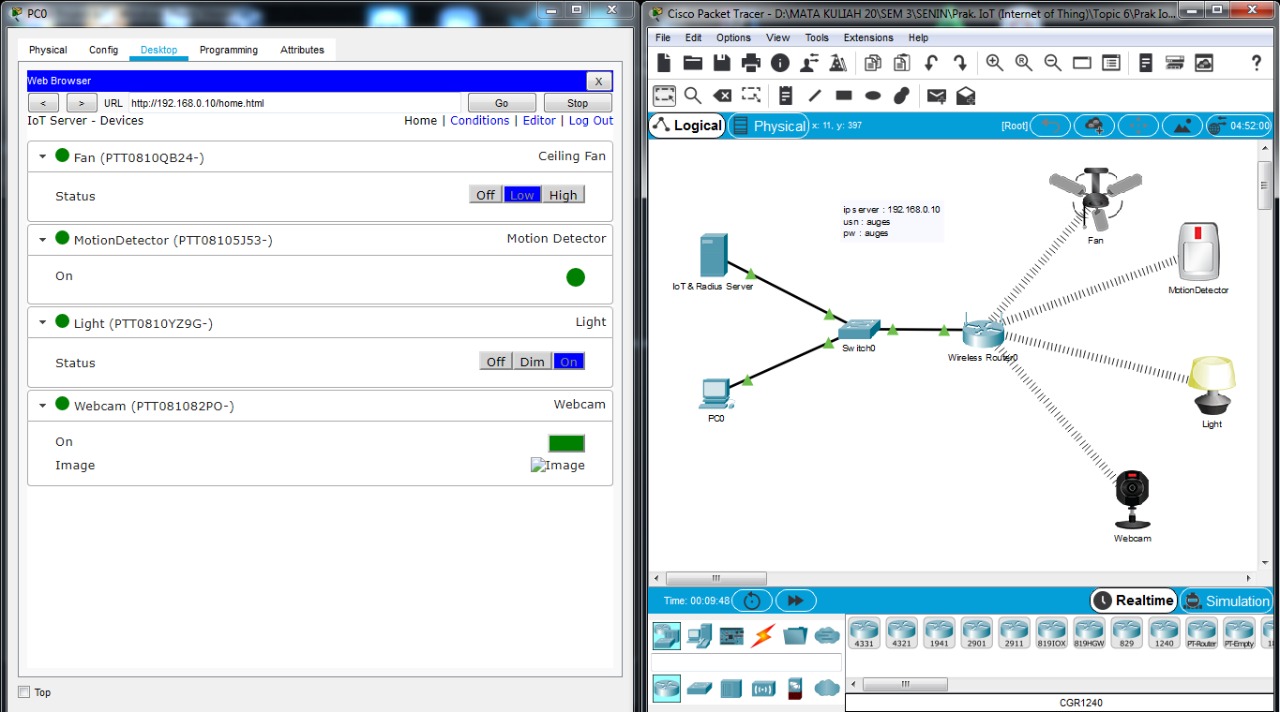 PC0
Physical Config Desktop Programming Attributes
Web Browser X
< > URL http://192.168.0.10/home.html Go Stop
IoT Server - Devices Home | Conditions | Editor | Log Out
Fan (PTT0810QB24-) Ceiling Fan
Status Off Low High
MotionDetector (PTT08105J53-) Motion Detector
On
Light (PTT0810YZ9G-) Light
Status Off Dim On
Webcam (PTT081082PO-) Webcam
On
Image Image
Top
Cisco Packet Tracer - D:\MATA KULIAH 20\SEM 3\SENIN\Prak. IoT (Internet of Thing)\Topic 6\Prak Io...
File Edit Options View Tools Extensions Help
Logical Physical x: 11, y: 397 [Root] 04:52:00
ip server : 192.168.0.10
usn : auges
pw : auges
Fan
IoT & Radius Server
MotionDetector
Switch0
Wireless Router0
PC0
Light
Webcam
Time: 00:09:48 Realtime Simulation
4331 4321 1941 2901 2911 819IOX 819HGW 829 1240 PT-Router PT-Empty
CGR1240